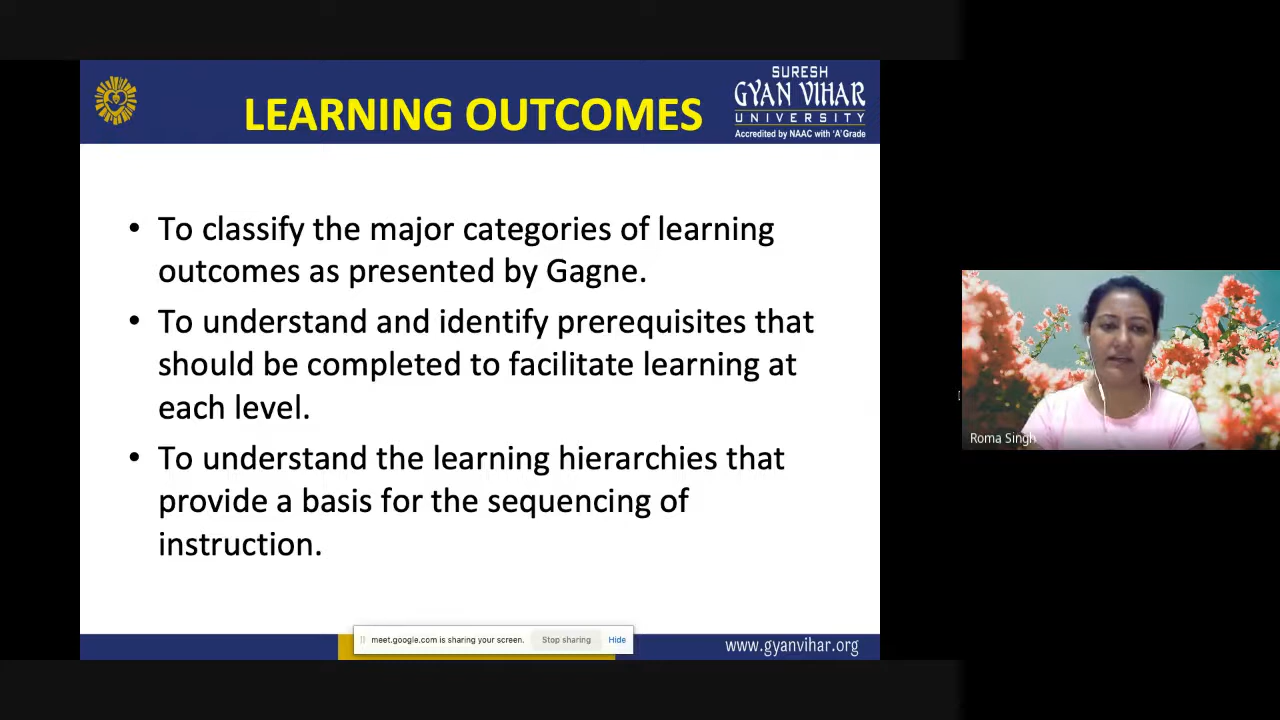 LEARNING OUTCOMES
SURESH
GYAN VIHAR
UNIVERSITY
Accredited by NAAC with 'A' Grade
• To classify the major categories of learning
outcomes as presented by Gagne.
• To understand and identify prerequisites that
should be completed to facilitate learning at
each level.
• To understand the learning hierarchies that
provide a basis for the sequencing of
instruction.
meet.google.com is sharing your screen. Stop sharing Hide
www.gyanvihar.org
Roma Singh